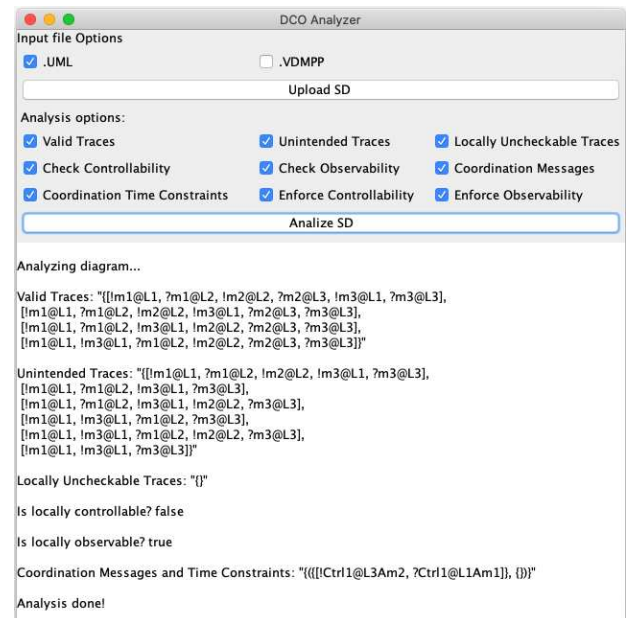 DCO Analyzer
Input file Options
.UML .VDMPP
Upload SD
Analysis options:
Valid Traces Unintended Traces Locally Uncheckable Traces
Check Controllability Check Observability Coordination Messages
Coordination Time Constraints Enforce Controllability Enforce Observability
Analize SD
Analyzing diagram...
Valid Traces: "{[!m1@L1, ?m1@L2, !m2@L2, ?m2@L3, !m3@L1, ?m3@L3],
[!m1@L1, ?m1@L2, !m2@L2, !m3@L1, ?m2@L3, ?m3@L3],
[!m1@L1, ?m1@L2, !m3@L1, !m2@L2, ?m2@L3, ?m3@L3],
[!m1@L1, !m3@L1, ?m1@L2, !m2@L2, ?m2@L3, ?m3@L3]}"
Unintended Traces: "{[!m1@L1, ?m1@L2, !m2@L2, !m3@L1, ?m3@L3],
[!m1@L1, ?m1@L2, !m3@L1, ?m3@L3],
[!m1@L1, ?m1@L2, !m3@L1, !m2@L2, ?m3@L3],
[!m1@L1, !m3@L1, ?m1@L2, ?m3@L3],
[!m1@L1, !m3@L1, ?m1@L2, !m2@L2, ?m3@L3],
[!m1@L1, !m3@L1, ?m3@L3]}"
Locally Uncheckable Traces: "{}"
Is locally controllable? false
Is locally observable? true
Coordination Messages and Time Constraints: "{({[!Ctrl1@L3Am2, ?Ctrl1@L1Am1]}, {})}"
Analysis done!